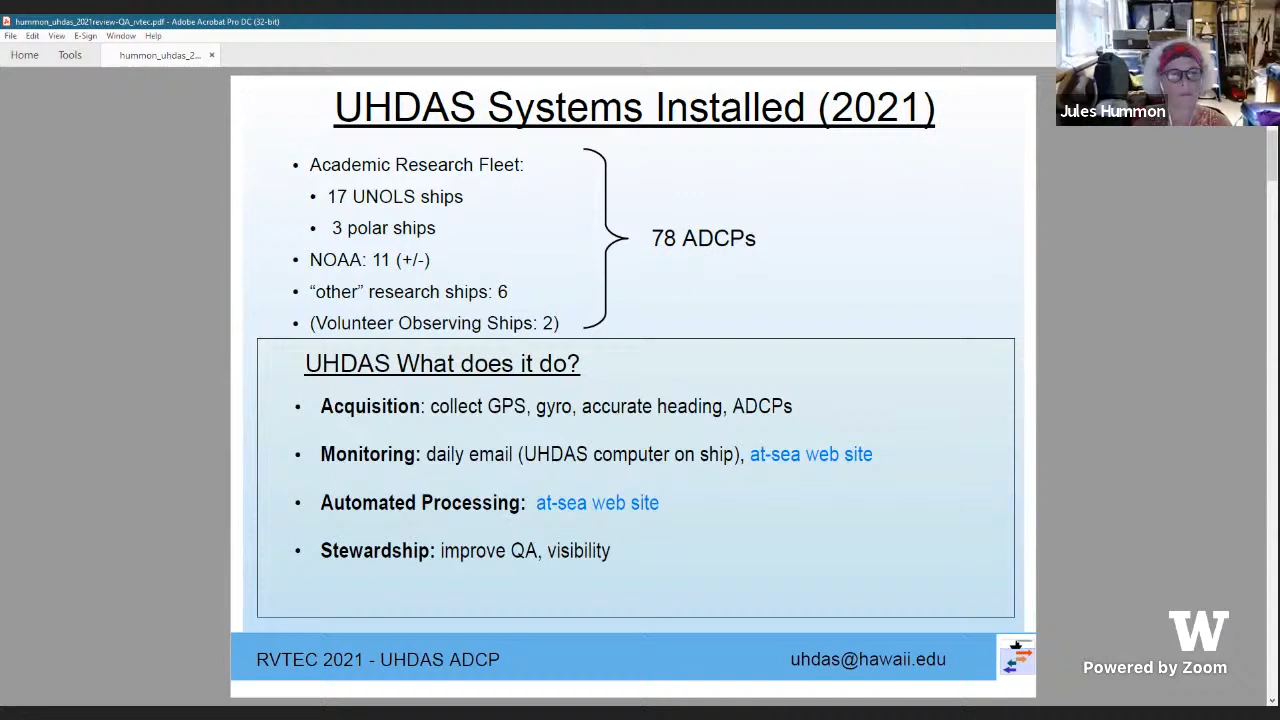 hummon_uhdas_2021review-QA_rvtec.pdf - Adobe Acrobat Pro DC (32-bit)
File Edit View E-Sign Window Help
Home Tools hummon_uhdas_2... ×
Jules Hummon
UHDAS Systems Installed (2021)
• Academic Research Fleet:
• 17 UNOLS ships
• 3 polar ships
78 ADCPs
• NOAA: 11 (+/-)
• “other” research ships: 6
• (Volunteer Observing Ships: 2)
UHDAS What does it do?
• Acquisition: collect GPS, gyro, accurate heading, ADCPs
• Monitoring: daily email (UHDAS computer on ship), at-sea web site
• Automated Processing: at-sea web site
• Stewardship: improve QA, visibility
RVTEC 2021 - UHDAS ADCP
uhdas@hawaii.edu
W
Powered by Zoom